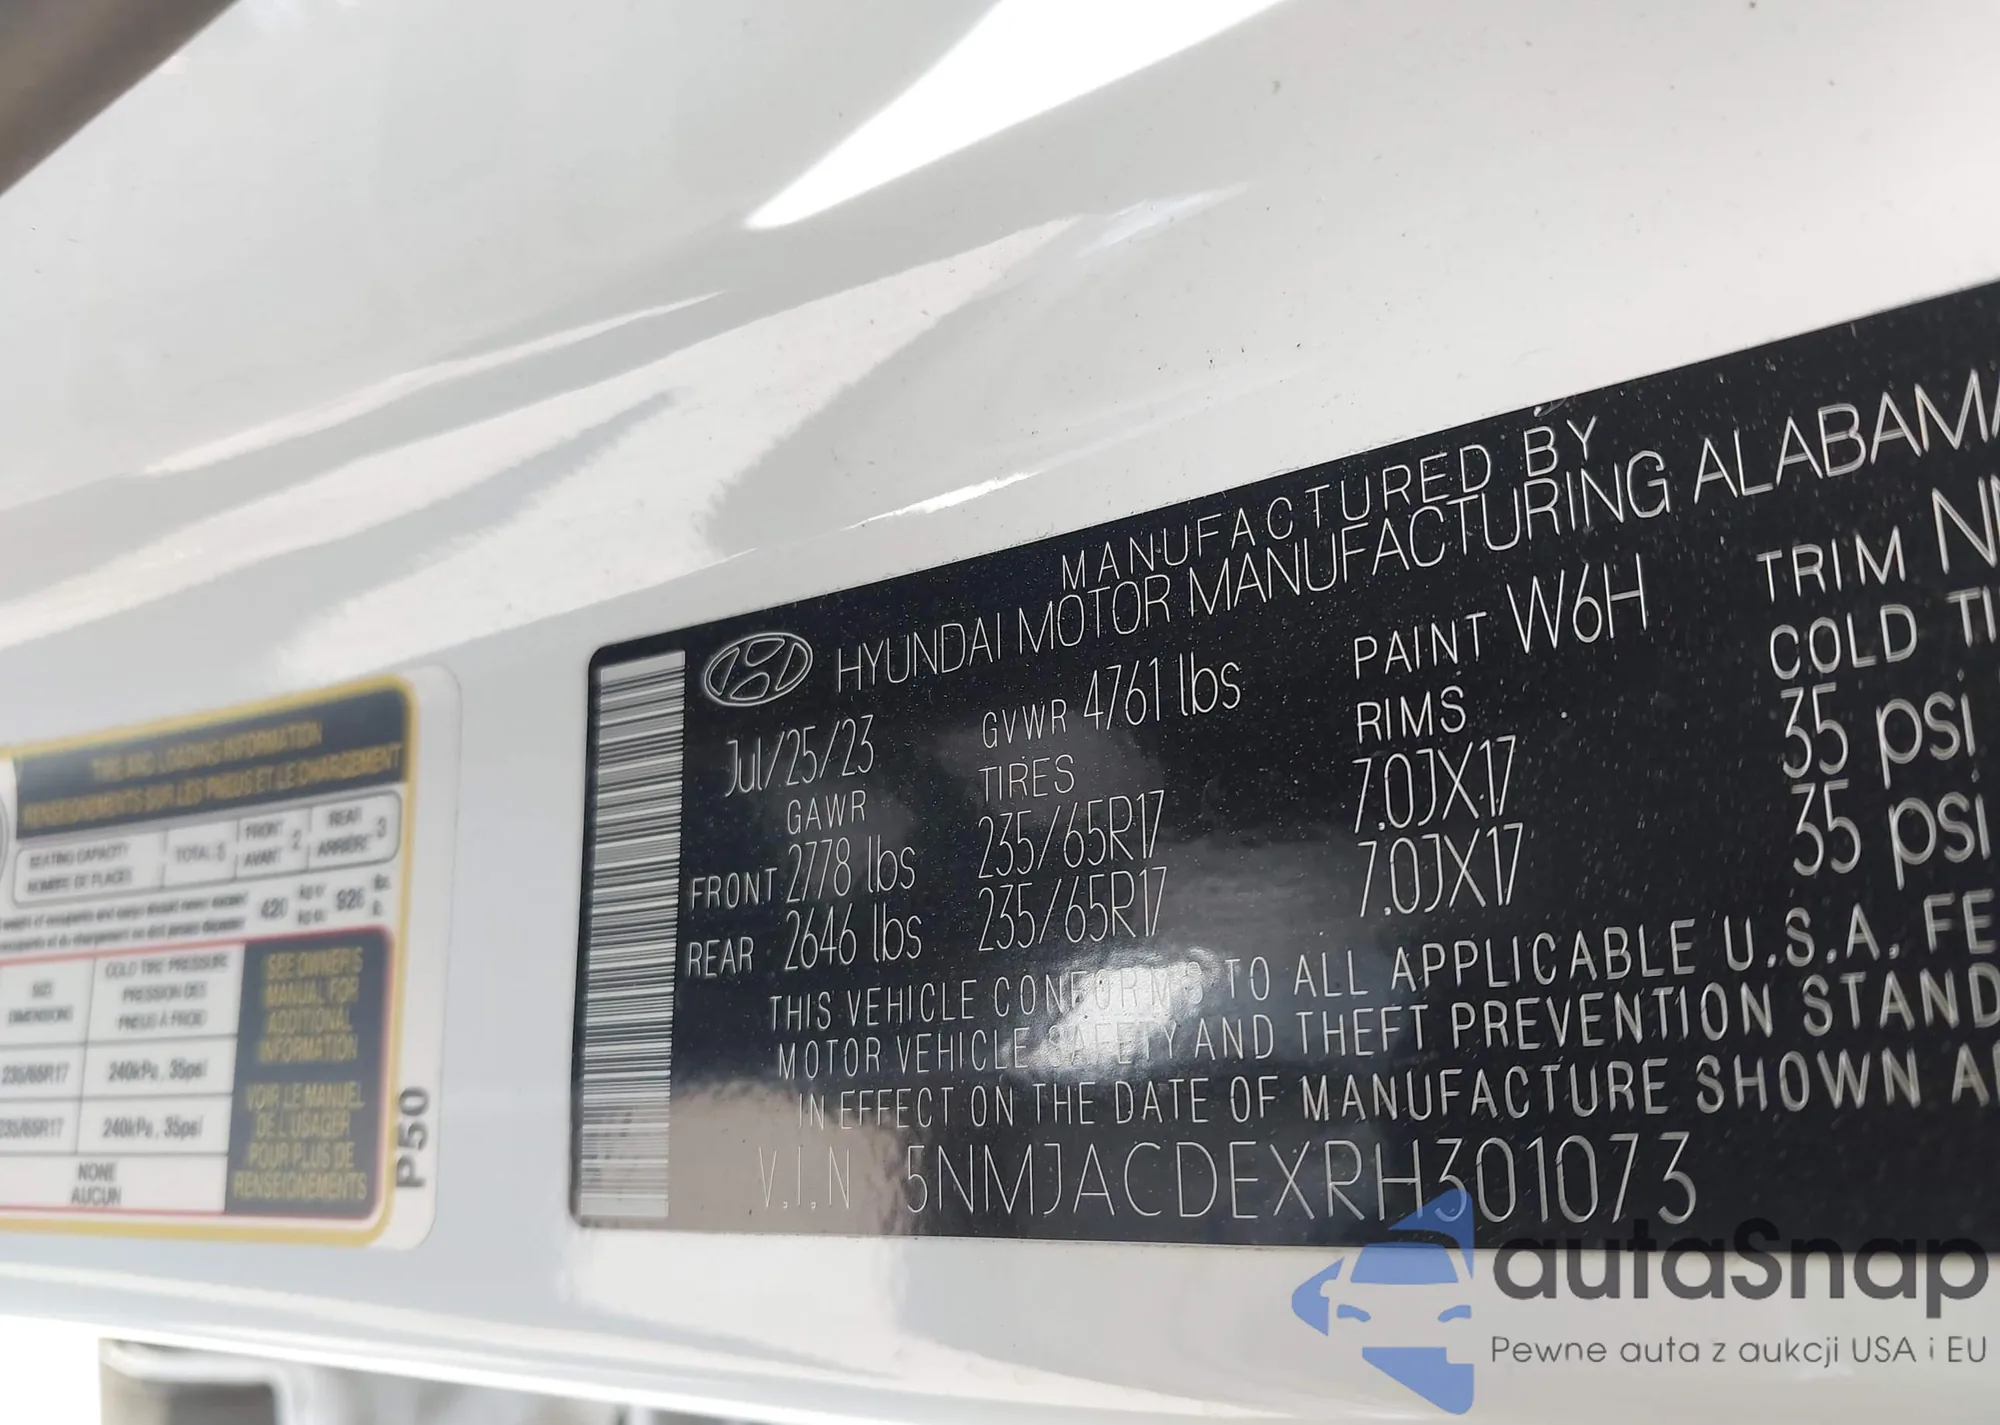 MANUFACTURED BY
HYUNDAI MOTOR MANUFACTURING ALABAMA
Jul/25/23 GVWR 4761 lbs PAINT W6H TRIM
GAWR TIRES RIMS COLD
FRONT 2778 lbs 235/65R17 7.0JX17 35 psi
REAR 2646 lbs 235/65R17 7.0JX17 35 psi
THIS VEHICLE CONFORMS TO ALL APPLICABLE U.S.A. FE
MOTOR VEHICLE SAFETY AND THEFT PREVENTION STAND
IN EFFECT ON THE DATE OF MANUFACTURE SHOWN A
V.I.N 5NMJACDEXRH301073
TIRE AND LOADING INFORMATION
RENSEIGNEMENTS SUR LES PNEUS ET LE CHARGEMENT
SEATING CAPACITY TOTAL FRONT 2 REAR 3
NOMBRE DE PLACES AVANT ARRIÈRE
420 926
COLD TIRE PRESSURE
PRESSION DES
PNEUS À FROID
235/65R17 240kPa, 35psi
235/65R17 240kPa, 35psi
NONE
AUCUN
SEE OWNER'S
MANUAL FOR
ADDITIONAL
INFORMATION
VOIR LE MANUEL
DE L'USAGER
POUR PLUS DE
RENSEIGNEMENTS
P50
autaSnap
Pewne auta z aukcji USA i EU